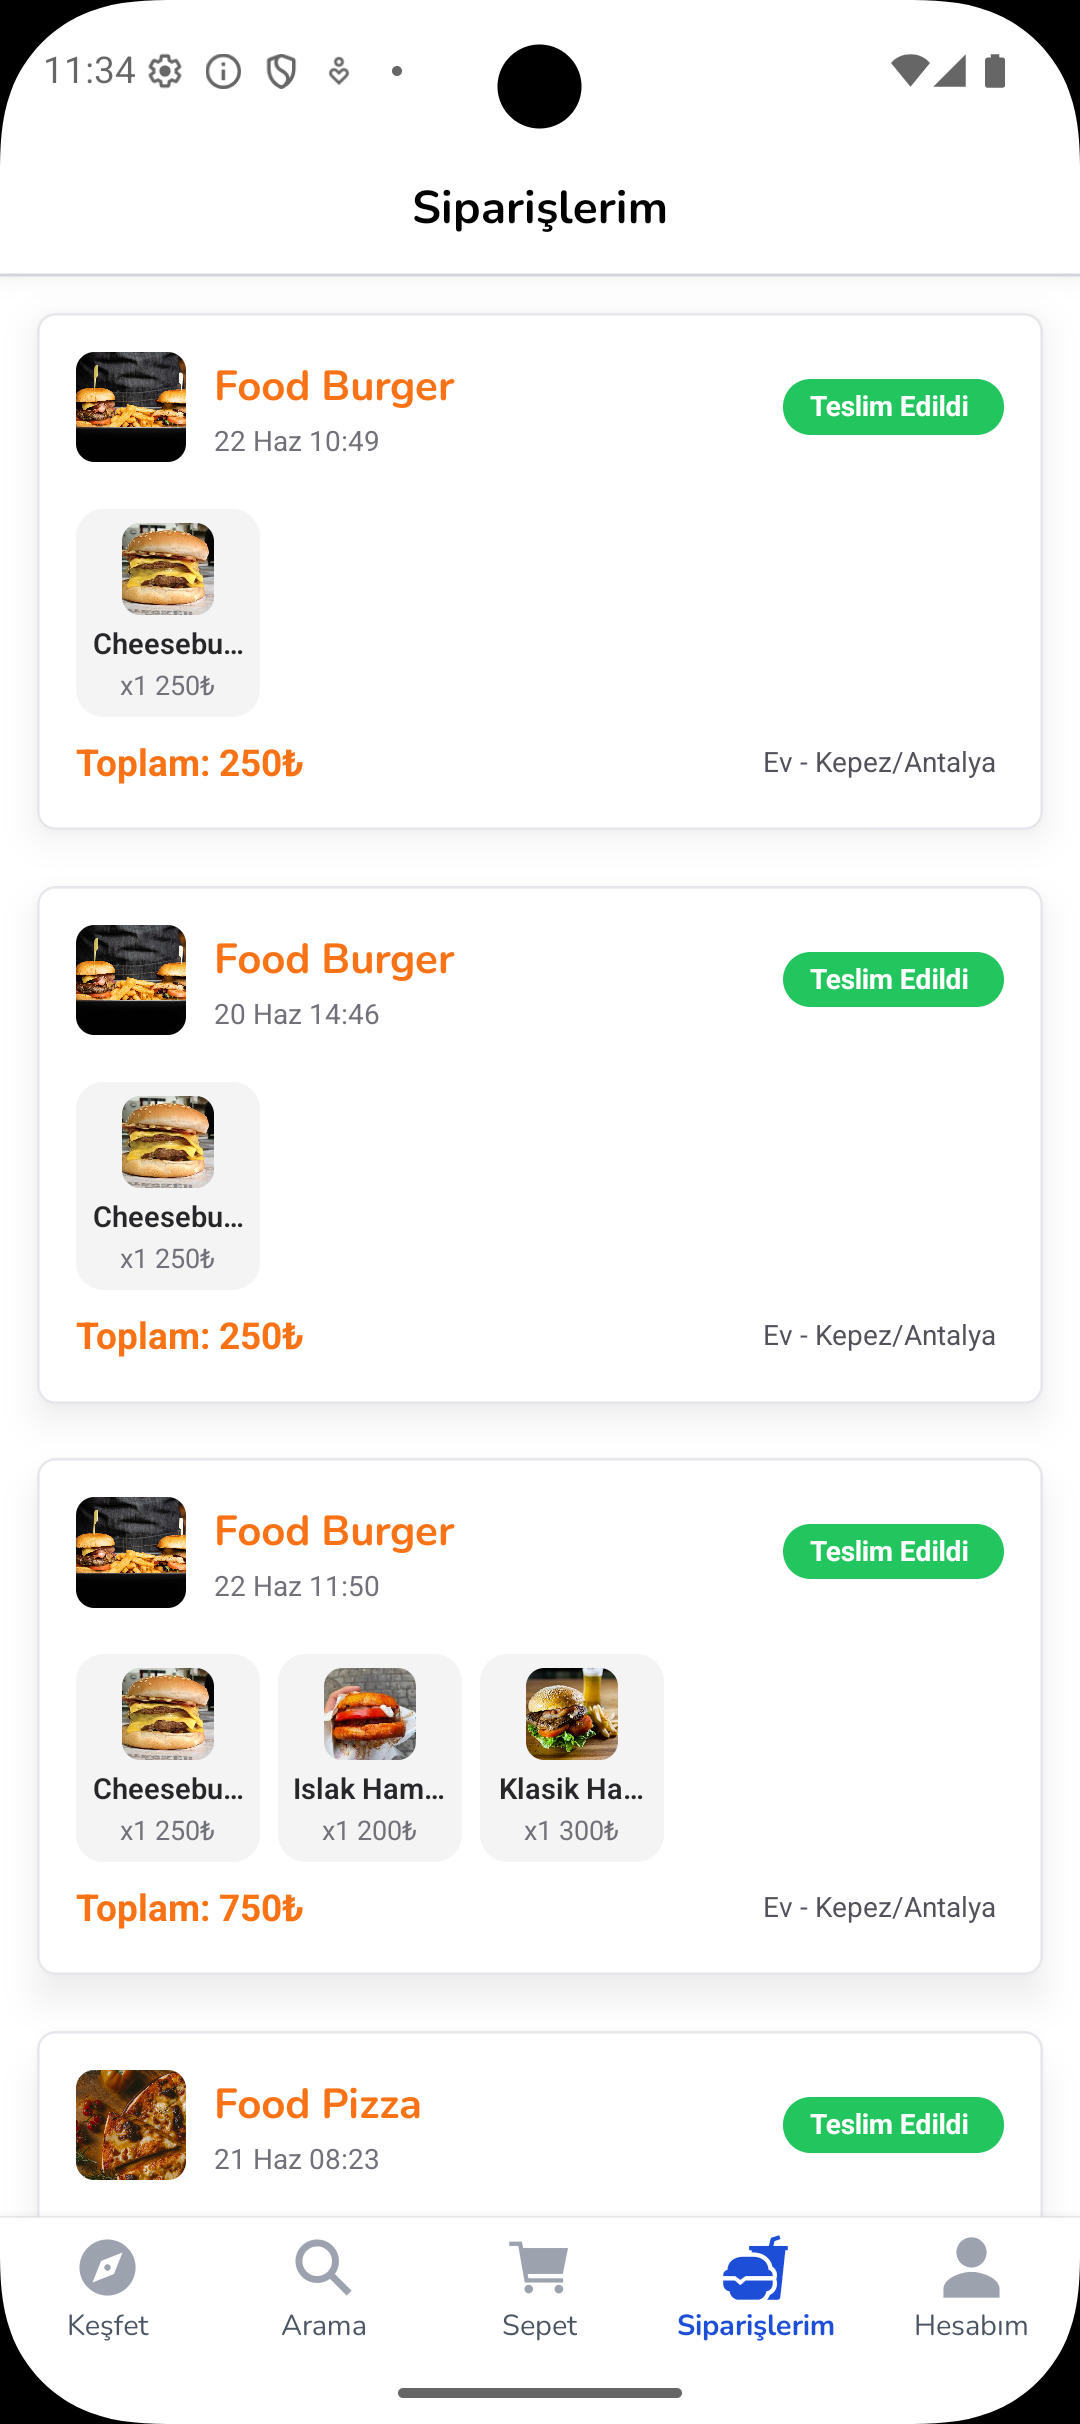 11:34
Siparişlerim
Food Burger
22 Haz 10:49
Teslim Edildi
Cheesebu...
x1 250₺
Toplam: 250₺
Ev - Kepez/Antalya
Food Burger
20 Haz 14:46
Teslim Edildi
Cheesebu...
x1 250₺
Toplam: 250₺
Ev - Kepez/Antalya
Food Burger
22 Haz 11:50
Teslim Edildi
Cheesebu...
x1 250₺
Islak Ham...
x1 200₺
Klasik Ha...
x1 300₺
Toplam: 750₺
Ev - Kepez/Antalya
Food Pizza
21 Haz 08:23
Teslim Edildi
Keşfet
Arama
Sepet
Siparişlerim
Hesabım